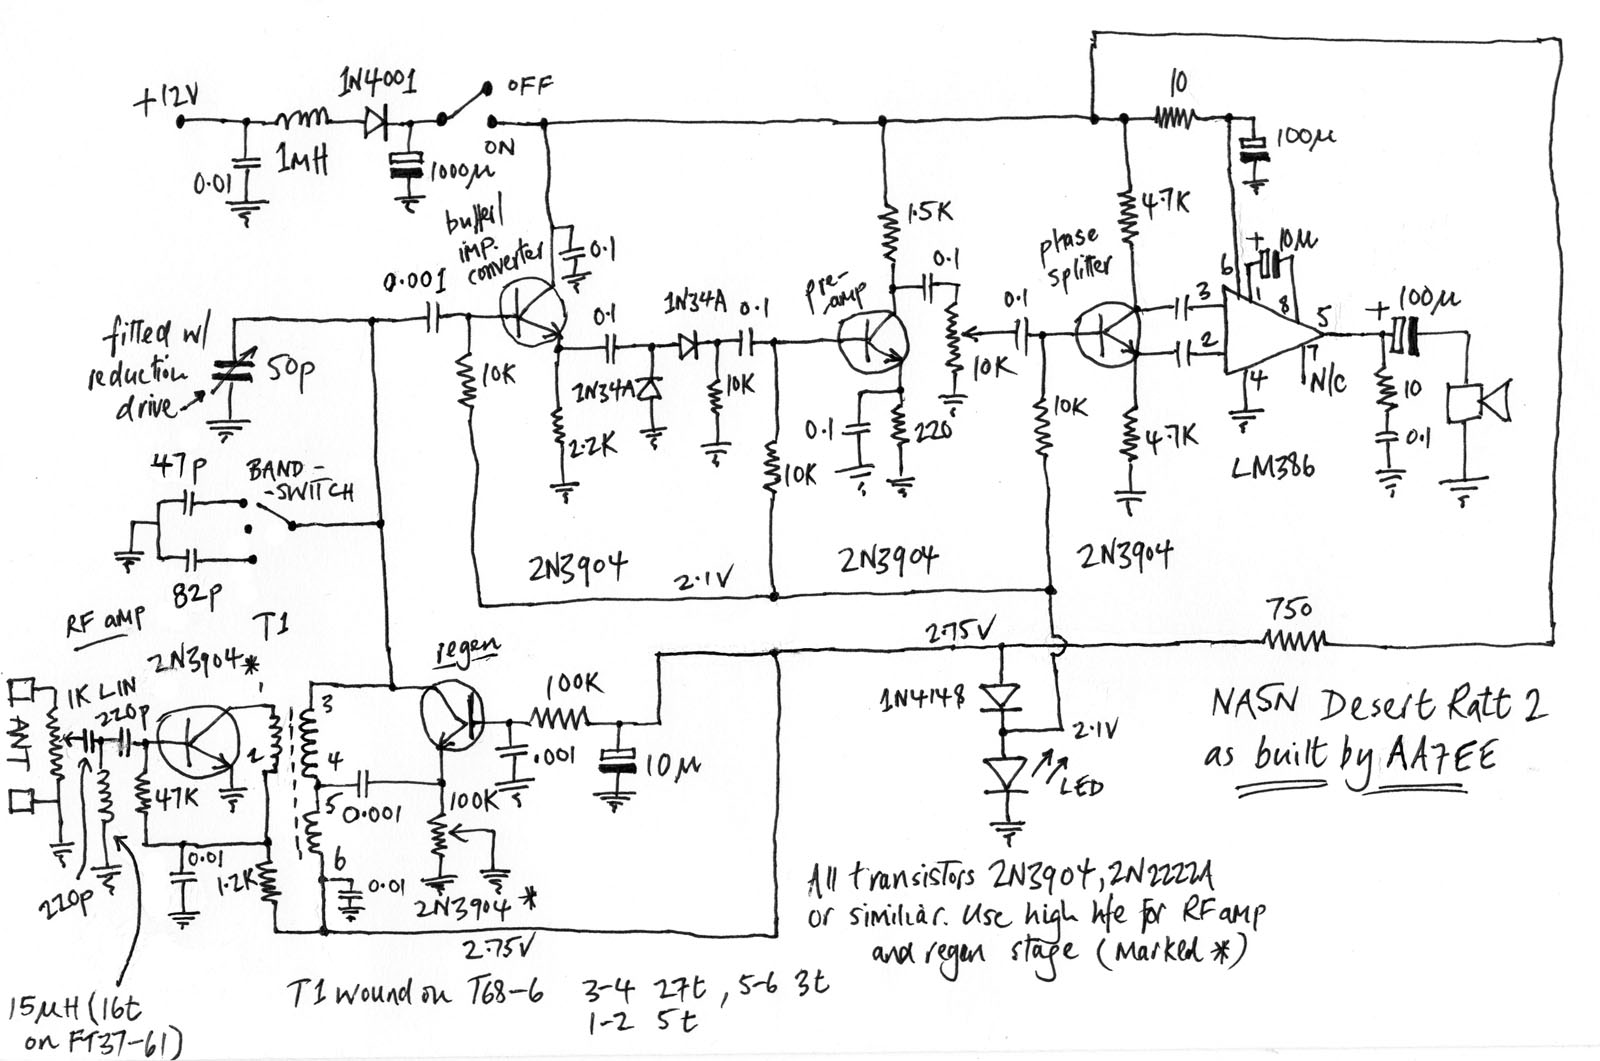 +12V
0.01
1MH
1N4001
1000µ
OFF
ON
buffer/
imp.
converter
0.1
0.001
fitted w/
reduction
drive
50p
10K
0.1
2.2K
1N34A
1N34A
10K
0.1
10K
pre-
amp
1.5K
0.1
0.1
220
10K
0.1
10K
phase
splitter
4.7K
4.7K
10
100µ
+
10µ
6
1
8
3
2
5
4
7
N/C
LM386
+
100µ
10
0.1
47p
82p
BAND-
-SWITCH
2N3904
2N3904
2N3904
2.1V
RF amp
2N3904*
T1
ANT
1K LIN
220p
220p
47K
0.01
1.2K
1
2
3
4
5
6
0.001
0.01
regen
100K
.001
10µ
100K
2N3904*
2.75V
2.75V
750
1N4148
2.1V
LED
NASN Desert Ratt 2
as built by AA7EE
All transistors 2N3904, 2N2222A
or similiar. Use high hfe for RF amp
and regen stage (marked *)
15µH (16t
on FT37-61)
T1 wound on T68-6 3-4 27t, 5-6 3t
1-2 5t